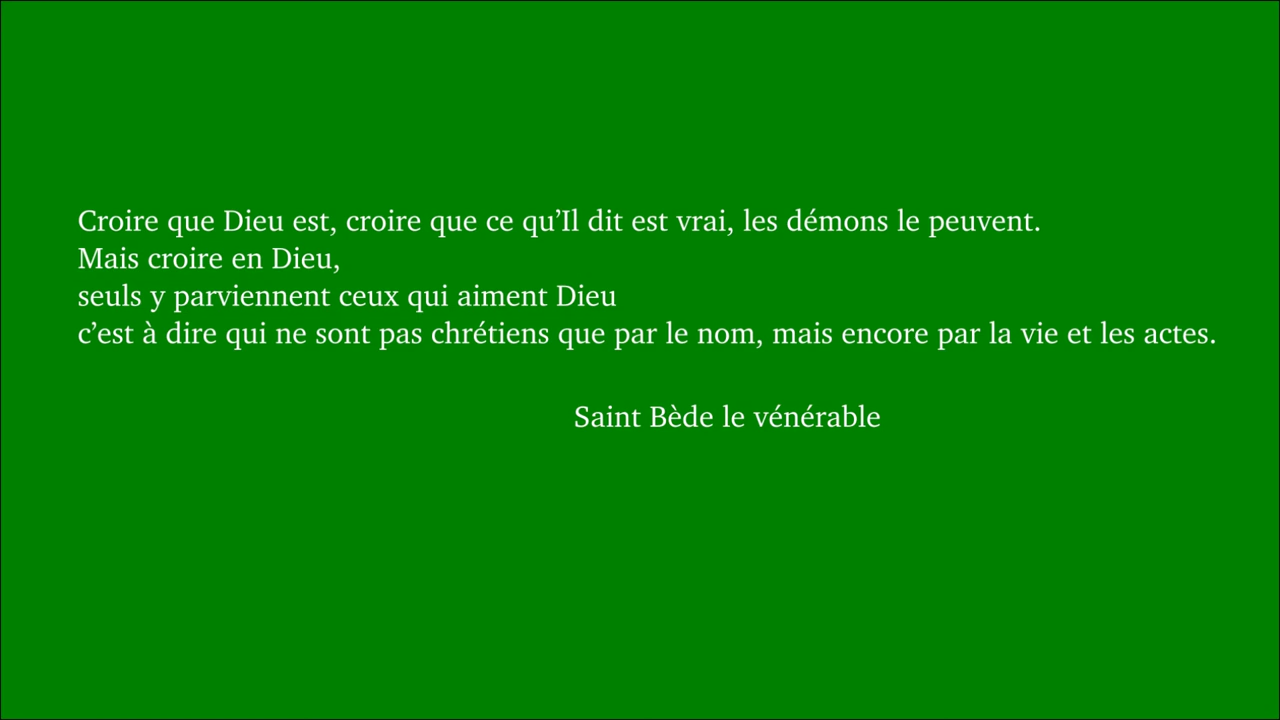 Croire que Dieu est, croire que ce qu’Il dit est vrai, les démons le peuvent.
Mais croire en Dieu,
seuls y parviennent ceux qui aiment Dieu
c’est à dire qui ne sont pas chrétiens que par le nom, mais encore par la vie et les actes.
Saint Bède le vénérable